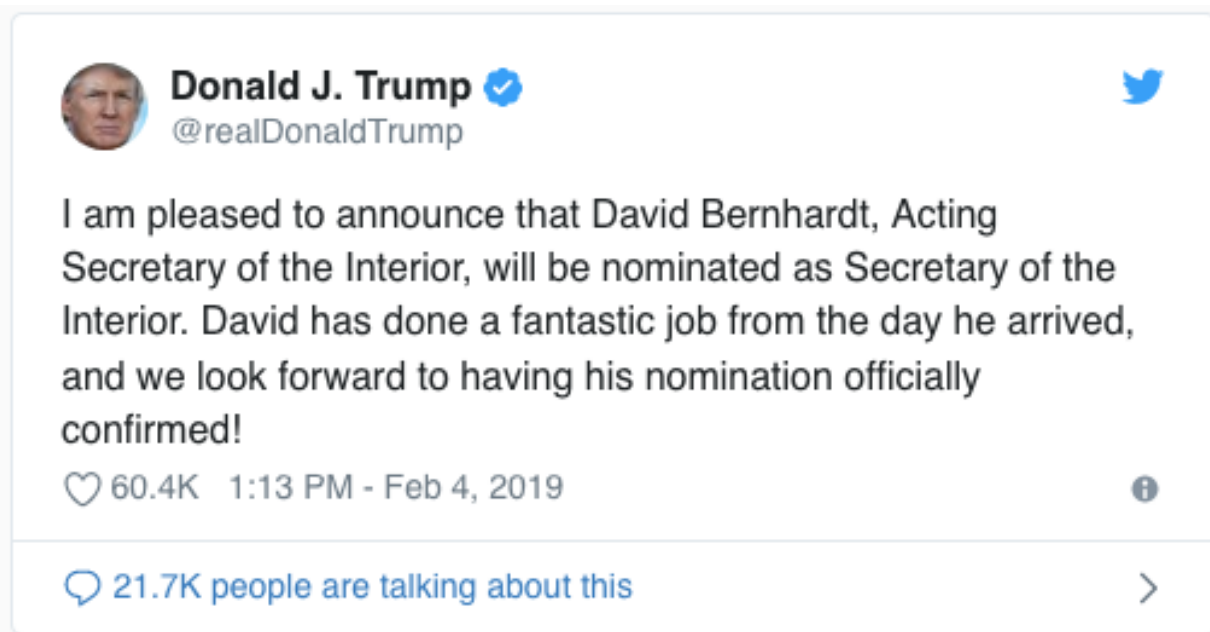 Donald J. Trump
@realDonaldTrump
I am pleased to announce that David Bernhardt, Acting
Secretary of the Interior, will be nominated as Secretary of the
Interior. David has done a fantastic job from the day he arrived,
and we look forward to having his nomination officially
confirmed!
60.4K 1:13 PM - Feb 4, 2019
21.7K people are talking about this